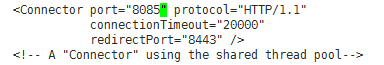 <Connector port="8085" protocol="HTTP/1.1"
connectionTimeout="20000"
redirectPort="8443" />
<!-- A "Connector" using the shared thread pool-->